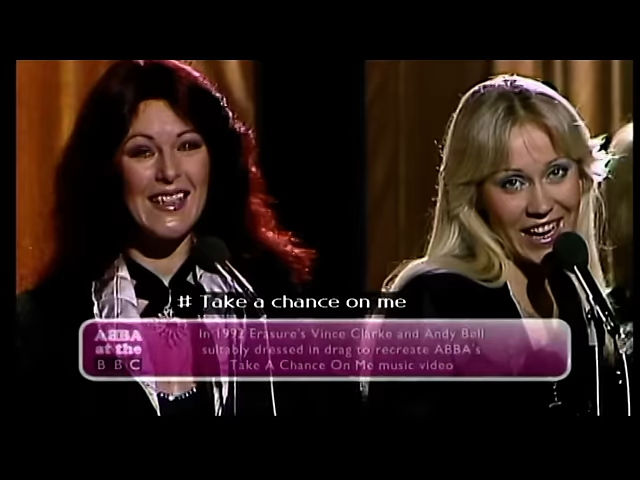 # Take a chance on me
ABBA
at the
BBC
In 1992 Erasure's Vince Clarke and Andy Bell
suitably dressed in drag to recreate ABBA's
Take A Chance On Me music video